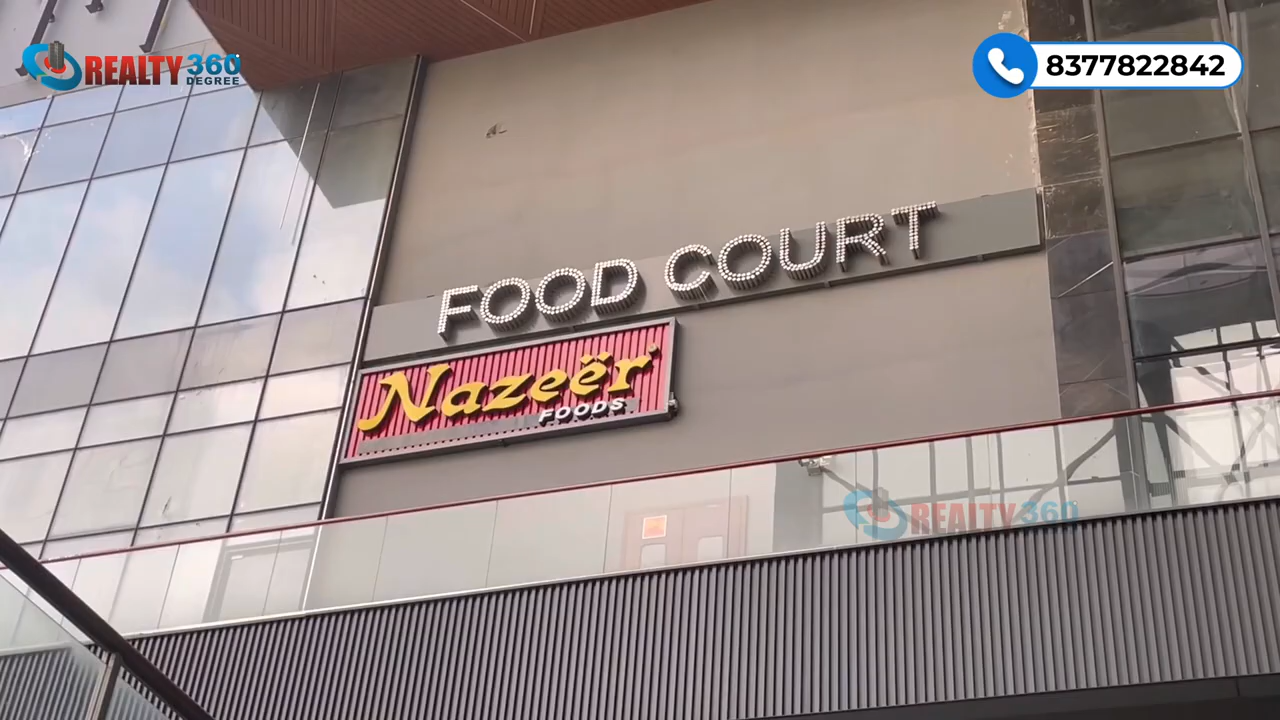 REALTY 360
DEGREE
8377822842
FOOD COURT
Nazeër
FOODS
REALTY 360